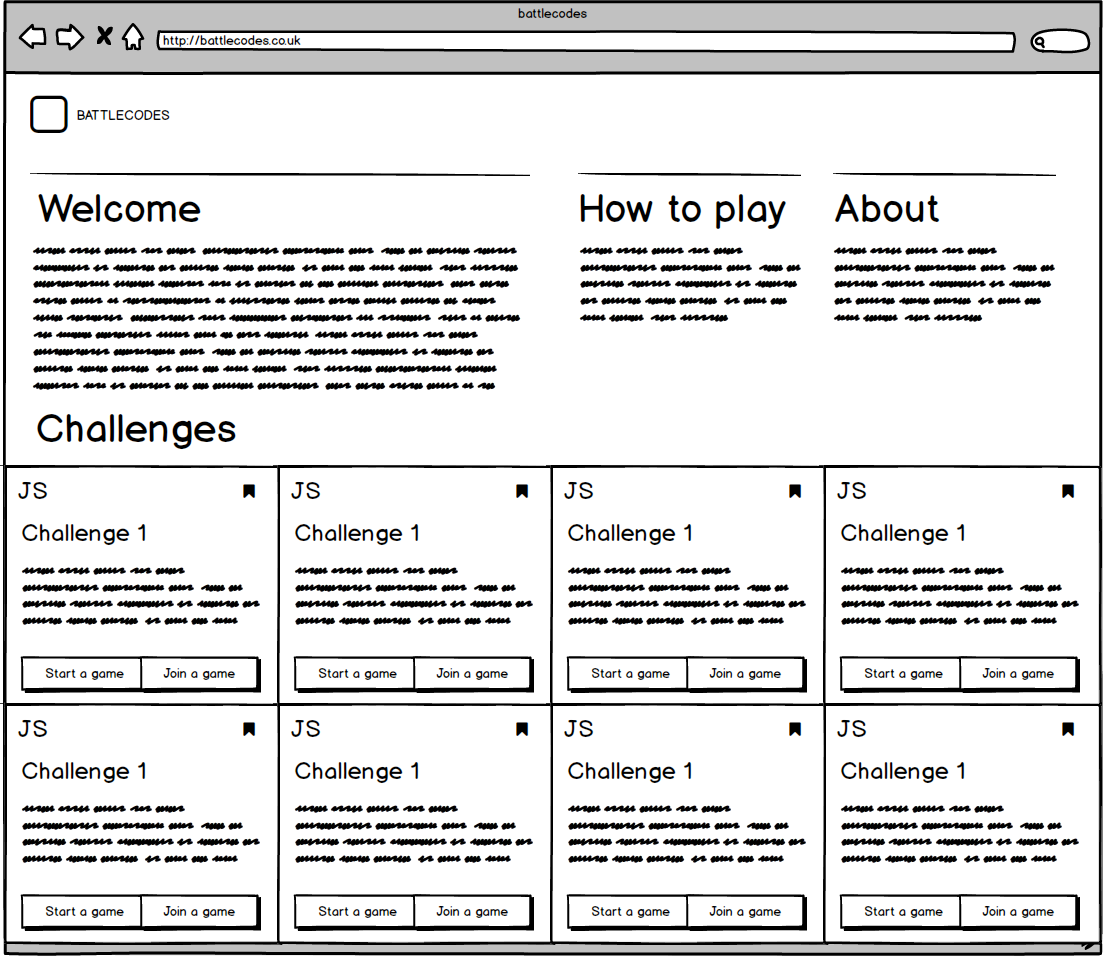 battlecodes
http://battlecodes.co.uk
BATTLECODES
Welcome
How to play
About
Challenges
JS
JS
JS
JS
Challenge 1
Challenge 1
Challenge 1
Challenge 1
Start a game
Join a game
Start a game
Join a game
Start a game
Join a game
Start a game
Join a game
JS
JS
JS
JS
Challenge 1
Challenge 1
Challenge 1
Challenge 1
Start a game
Join a game
Start a game
Join a game
Start a game
Join a game
Start a game
Join a game